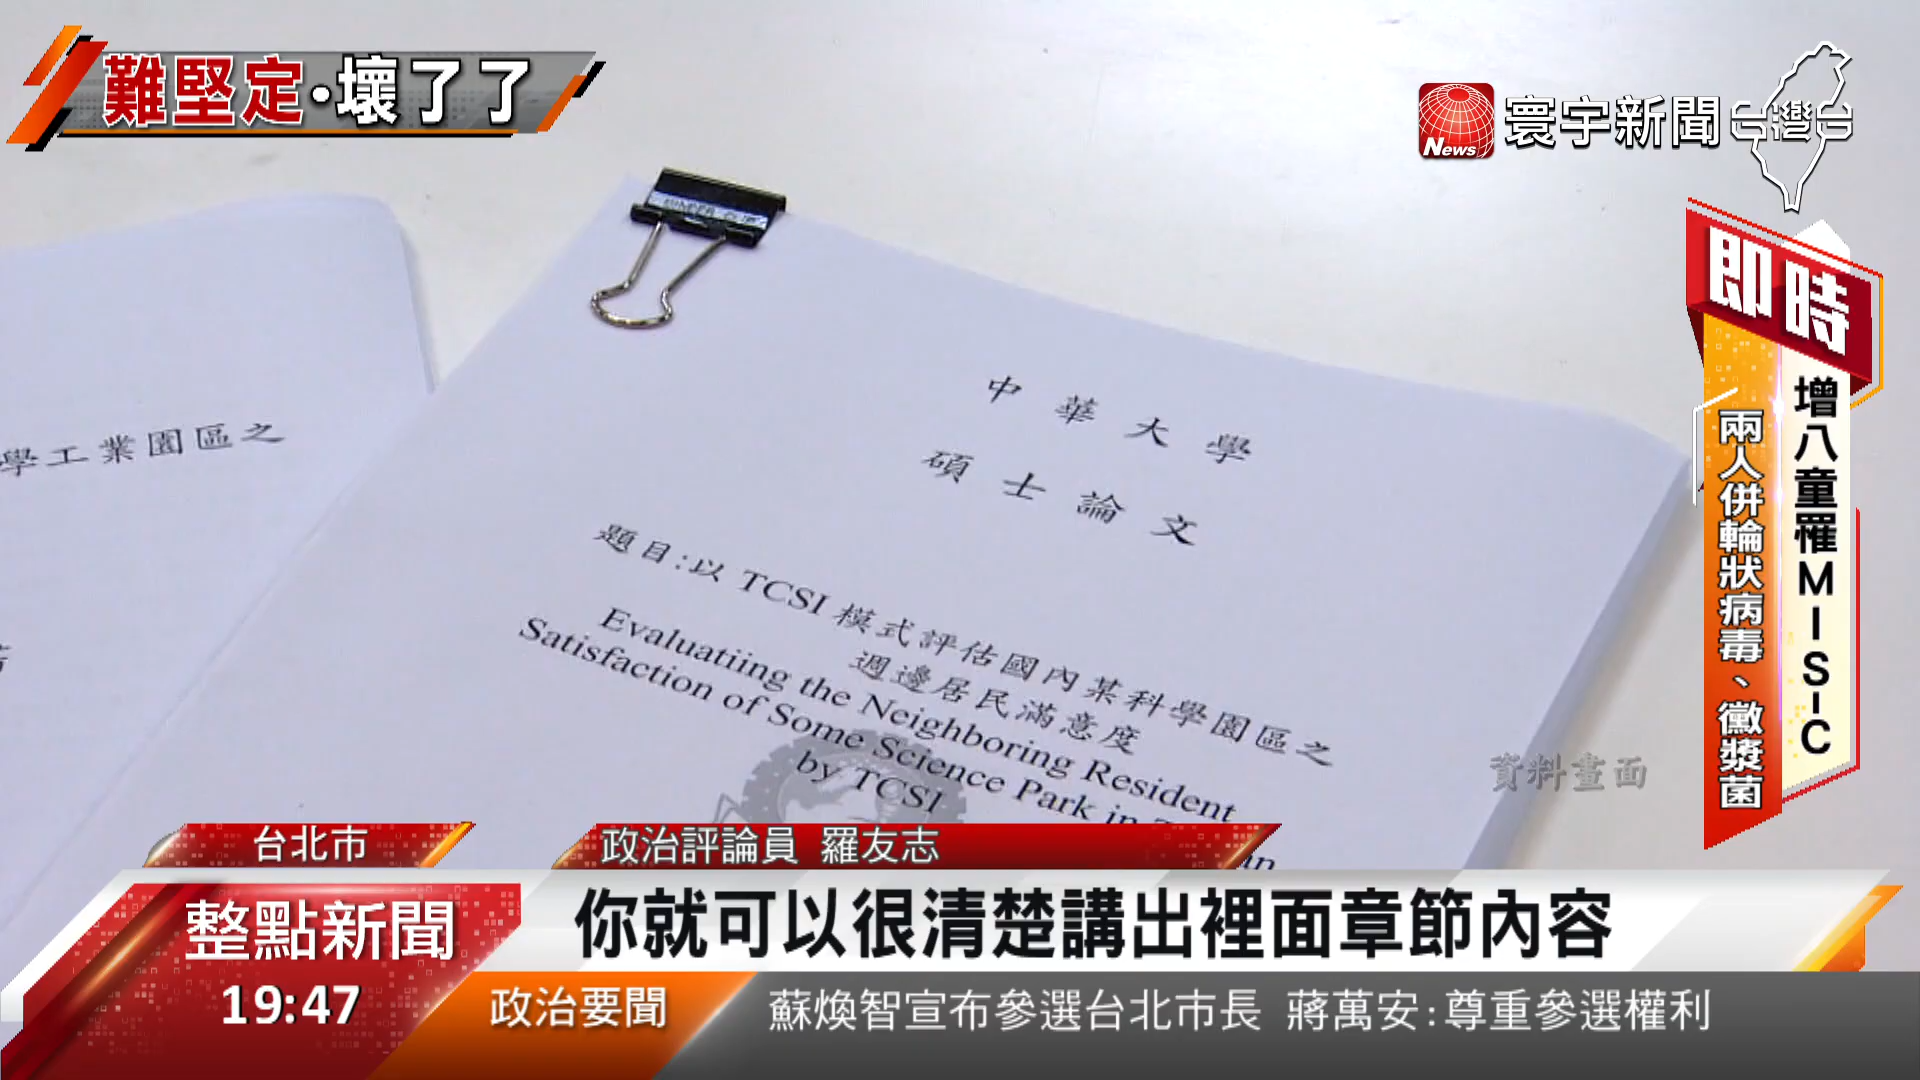 難堅定·壞了了
News
寰宇新聞
台灣台
即時
增八童罹MIS-C
兩人併輪狀病毒、黴漿菌
學工業園區之
中華大學
碩士論文
題目:以 TCSI 模式評估國內某科學園區之
週邊居民滿意度
Evaluatiing the Neighboring Resident
Satisfaction of Some Science Park in
by TCSI
資料畫面
台北市
政治評論員 羅友志
整點新聞
你就可以很清楚講出裡面章節內容
19:47
政治要聞
蘇煥智宣布參選台北市長 蔣萬安:尊重參選權利